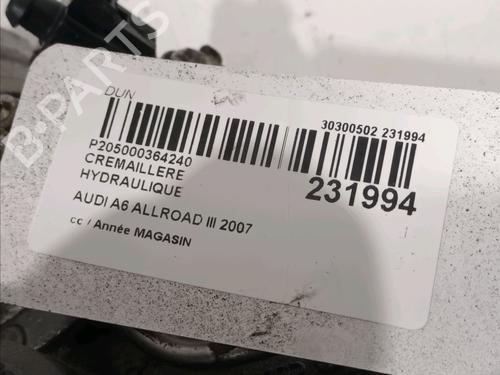 DUN
30300502 231994
P205000364240
CREMAILLERE
HYDRAULIQUE
231994
AUDI A6 ALLROAD III 2007
cc / Année MAGASIN
B-PARTS